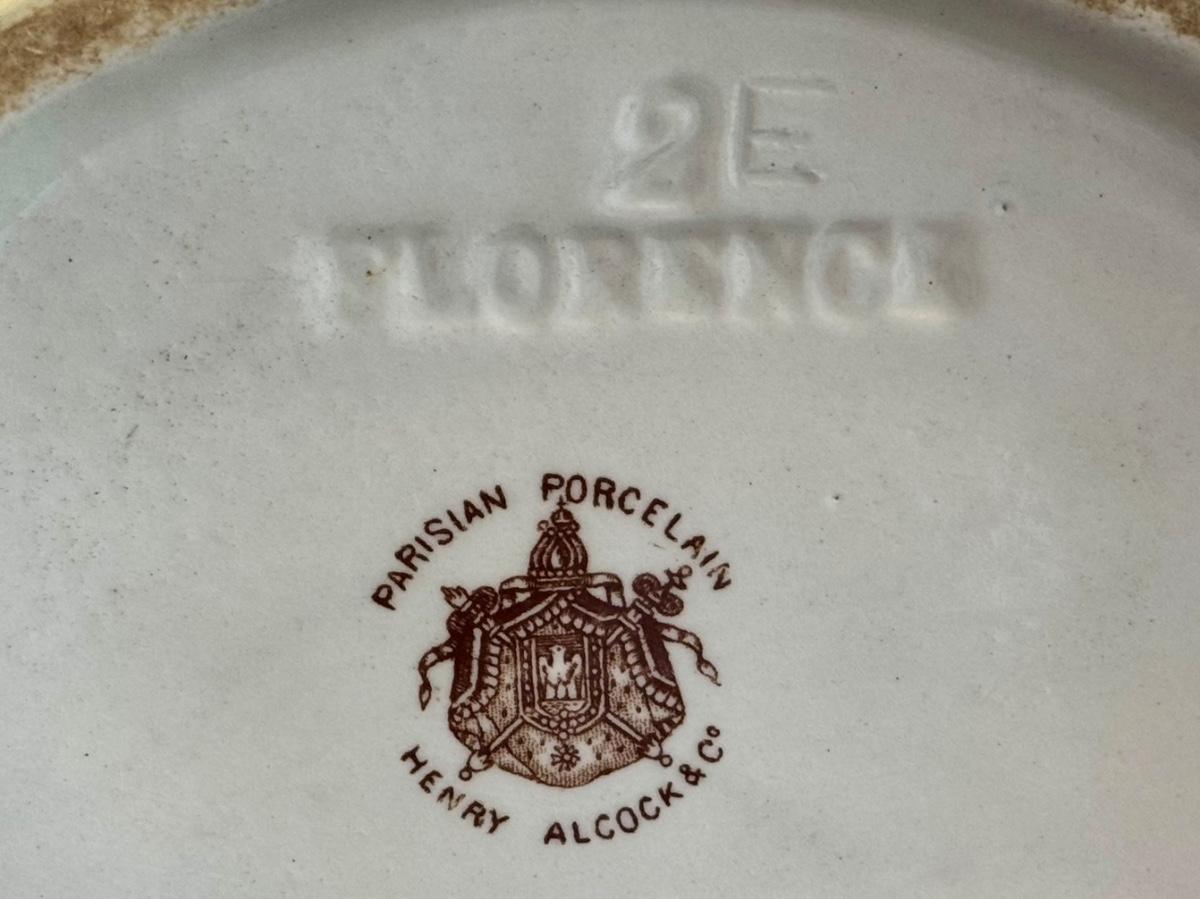 2E
FLORENCE
PARISIAN PORCELAIN
HENRY ALCOCK & Cº